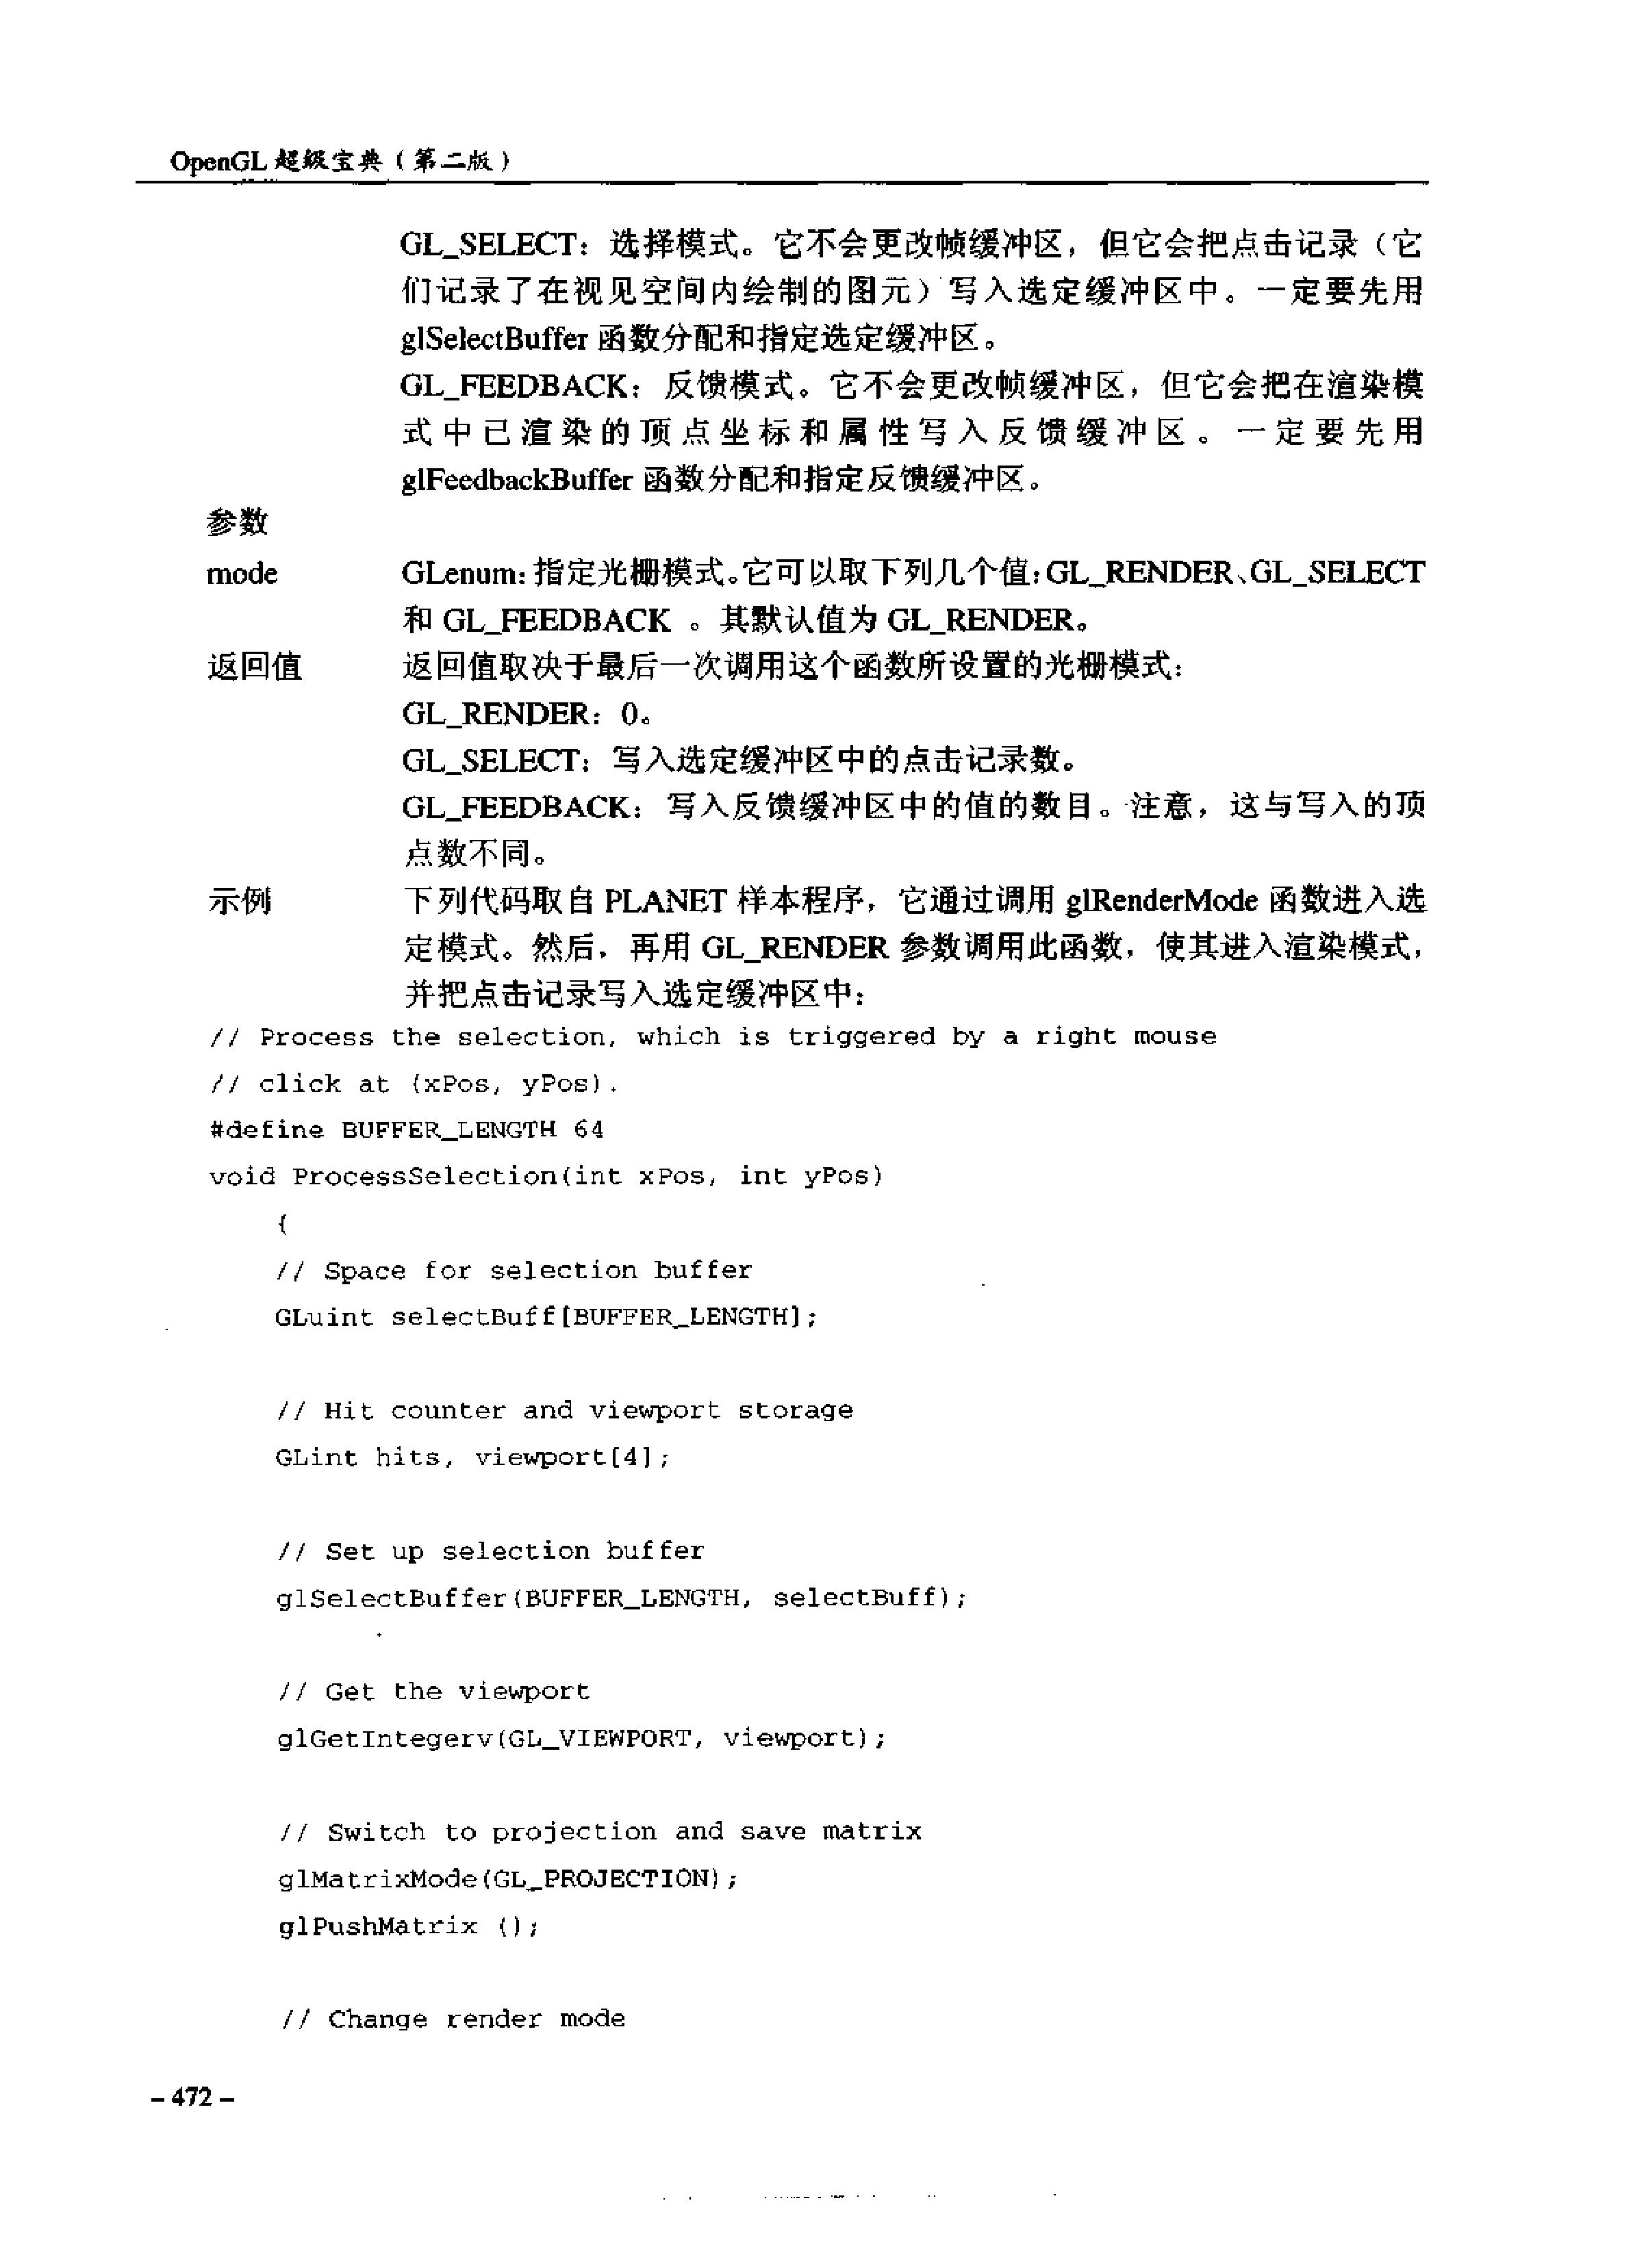 OpenGL 超级宝典（第二版）
GL_SELECT：选择模式。它不会更改帧缓冲区，但它会把点击记录（它
们记录了在视见空间内绘制的图元）写入选定缓冲区中。一定要先用
glSelectBuffer 函数分配和指定选定缓冲区。
GL_FEEDBACK：反馈模式。它不会更改帧缓冲区，但它会把在渲染模
式中已渲染的顶点坐标和属性写入反馈缓冲区。一定要先用
glFeedbackBuffer 函数分配和指定反馈缓冲区。
参数
mode GLenum：指定光栅模式。它可以取下列几个值：GL_RENDER、GL_SELECT
和 GL_FEEDBACK 。其默认值为 GL_RENDER。
返回值 返回值取决于最后一次调用这个函数所设置的光栅模式：
GL_RENDER：0。
GL_SELECT：写入选定缓冲区中的点击记录数。
GL_FEEDBACK：写入反馈缓冲区中的值的数目。注意，这与写入的顶
点数不同。
示例 下列代码取自 PLANET 样本程序，它通过调用 glRenderMode 函数进入选
定模式。然后，再用 GL_RENDER 参数调用此函数，使其进入渲染模式，
并把点击记录写入选定缓冲区中：
// Process the selection, which is triggered by a right mouse
// click at (xPos, yPos).
#define BUFFER_LENGTH 64
void ProcessSelection(int xPos, int yPos)
{
// Space for selection buffer
GLuint selectBuff[BUFFER_LENGTH];
// Hit counter and viewport storage
GLint hits, viewport[4];
// Set up selection buffer
glSelectBuffer(BUFFER_LENGTH, selectBuff);
// Get the viewport
glGetIntegerv(GL_VIEWPORT, viewport);
// Switch to projection and save matrix
glMatrixMode(GL_PROJECTION);
glPushMatrix ();
// Change render mode
– 472 –